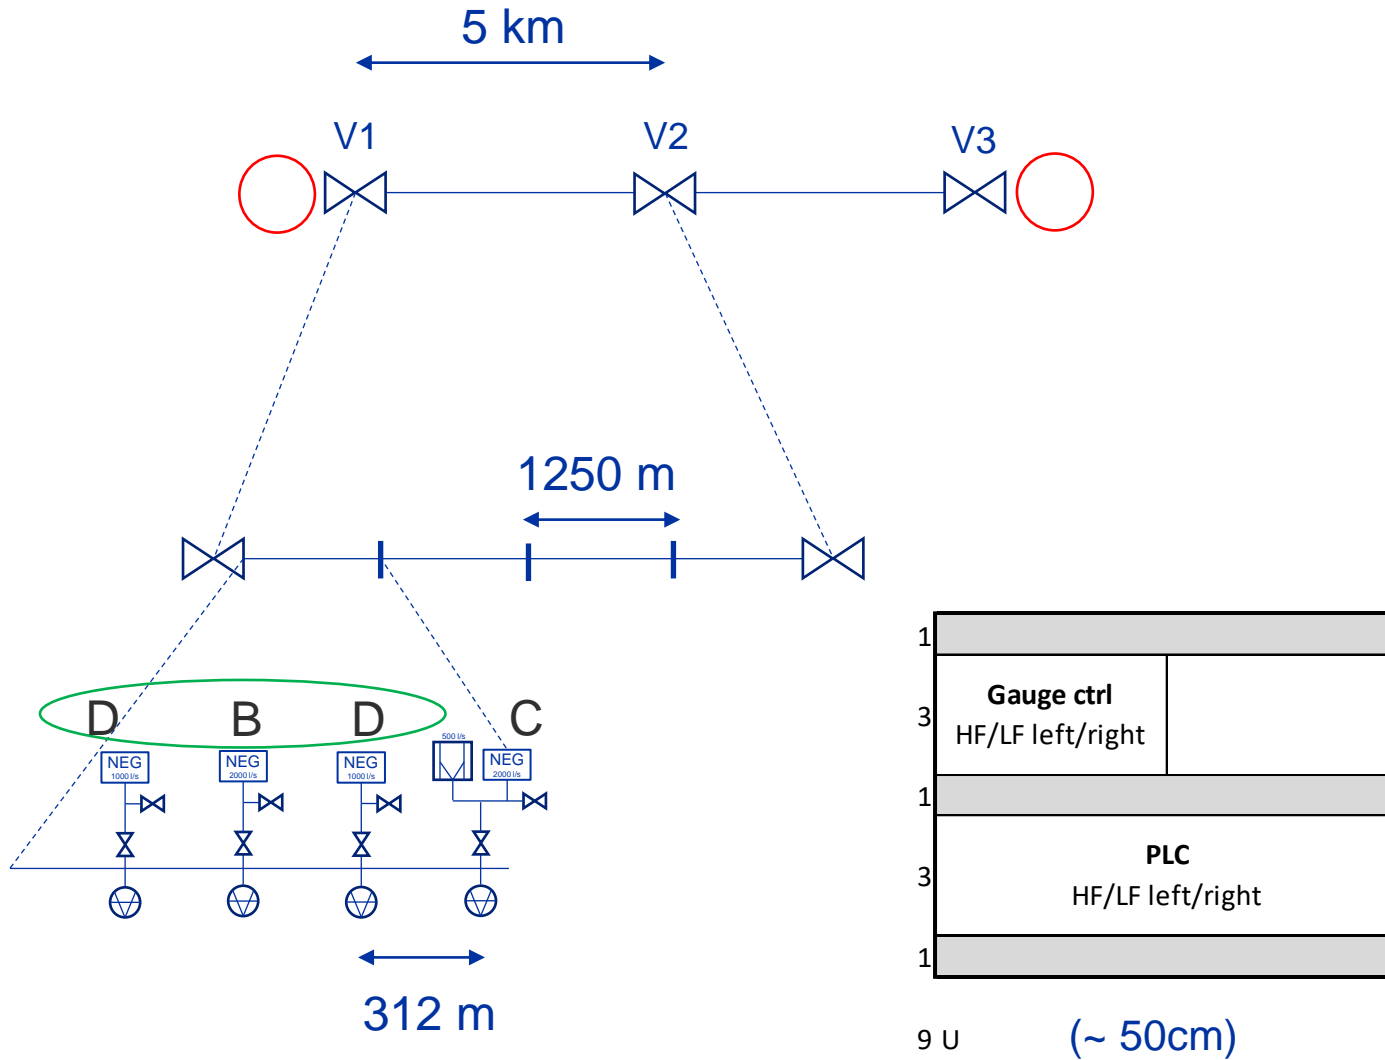 5 km
V1 V2 V3
1250 m
D B D C
500 l/s
NEG NEG NEG NEG
1000 l/s 2000 l/s 1000 l/s 2000 l/s
312 m
1
3
Gauge ctrl
HF/LF left/right
1
3
PLC
HF/LF left/right
1
9 U
(~ 50cm)